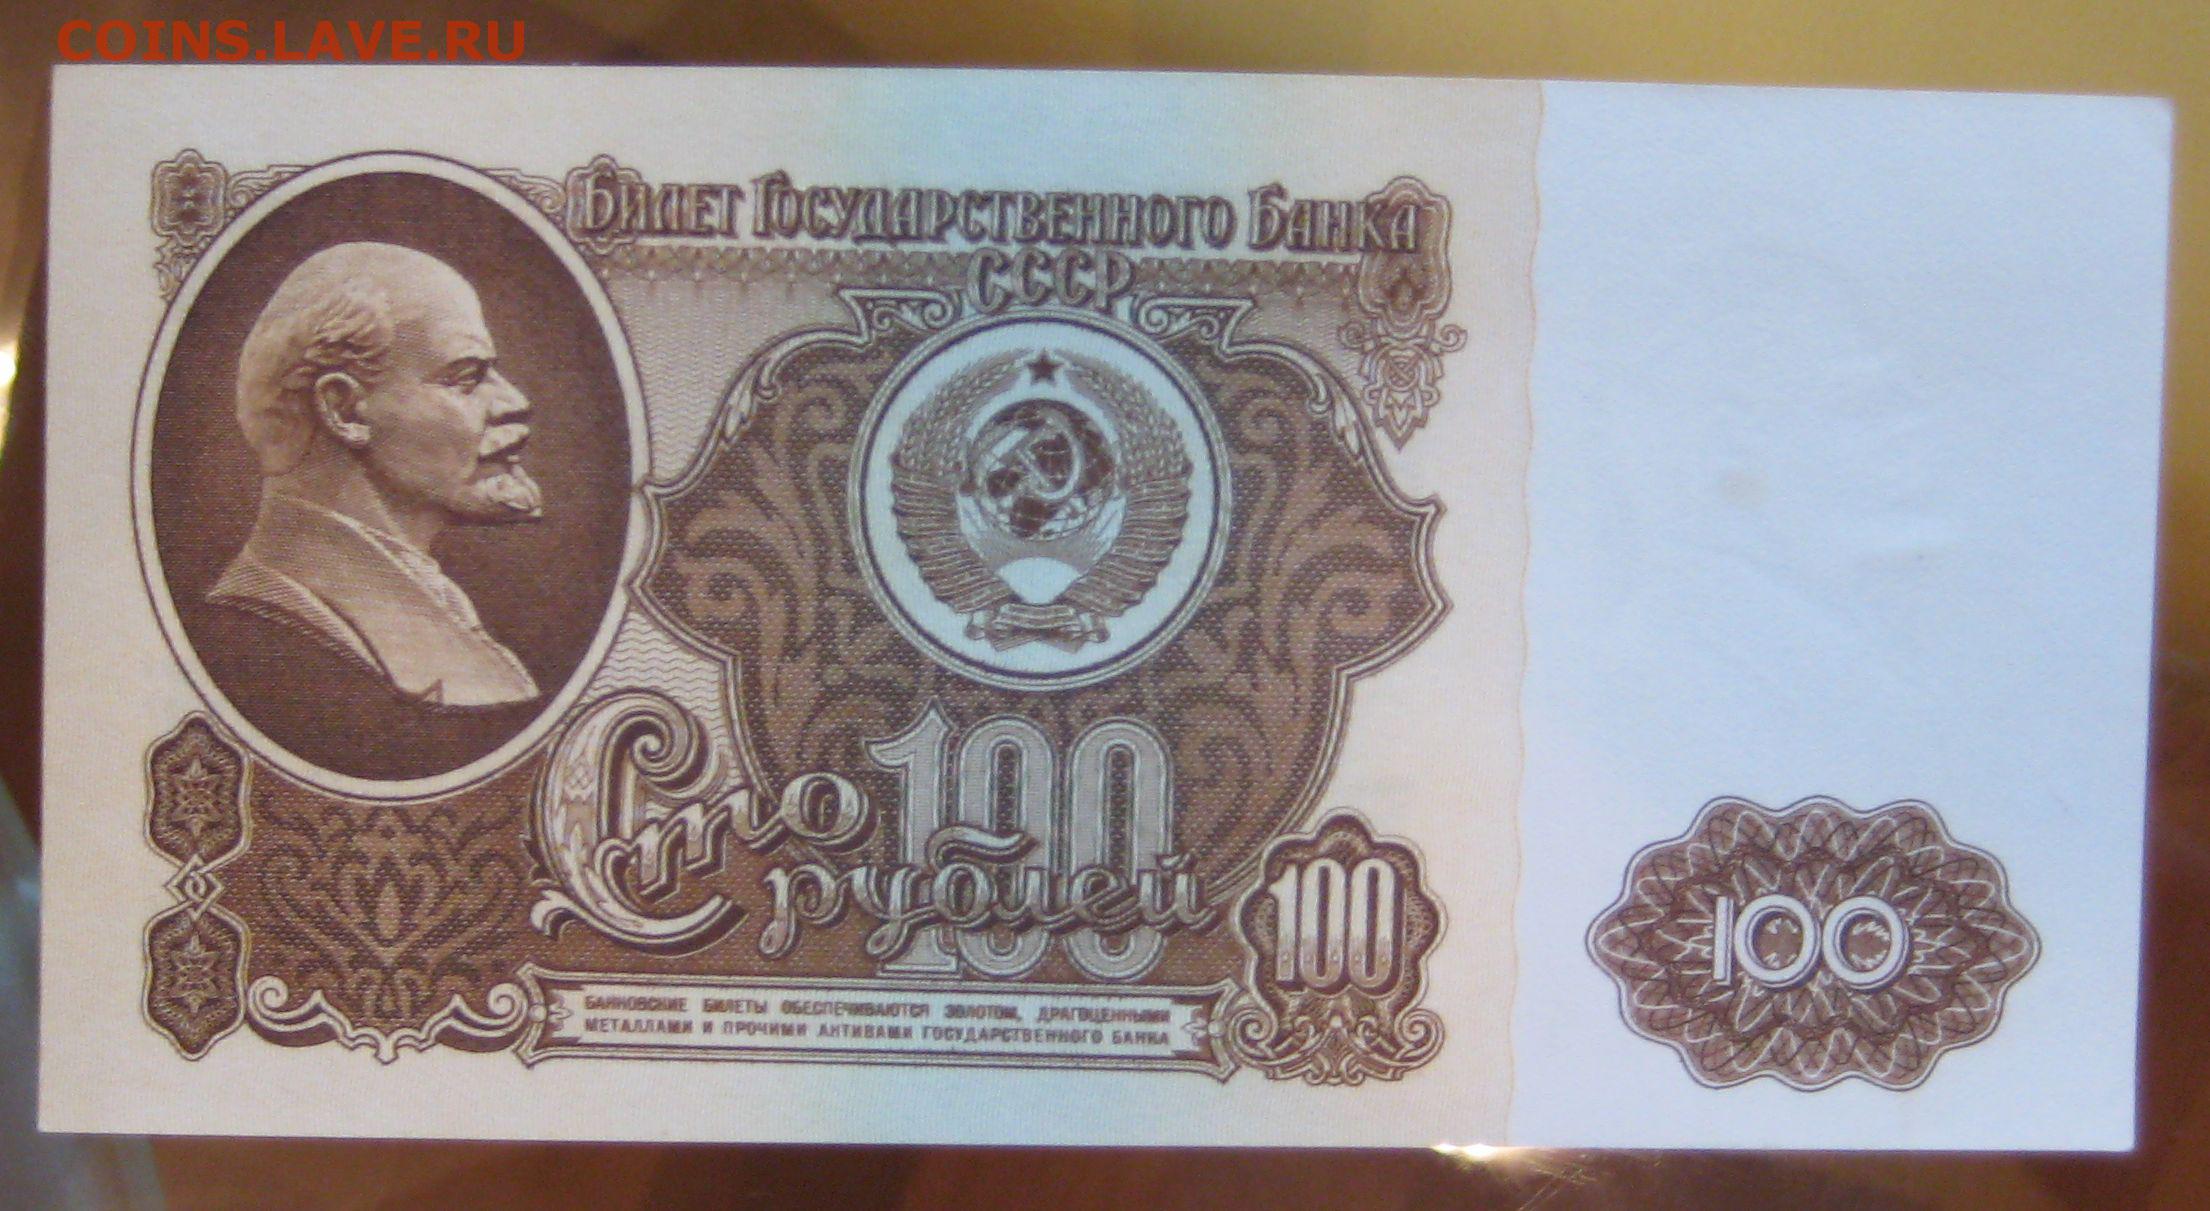 COINS.LAVE.RU
Билет Государственного Банка
СССР
100
Сто
рублей
100
100
БАНКОВСКИЕ БИЛЕТЫ ОБЕСПЕЧИВАЮТСЯ ЗОЛОТОМ, ДРАГОЦЕННЫМИ
МЕТАЛЛАМИ И ПРОЧИМИ АКТИВАМИ ГОСУДАРСТВЕННОГО БАНКА